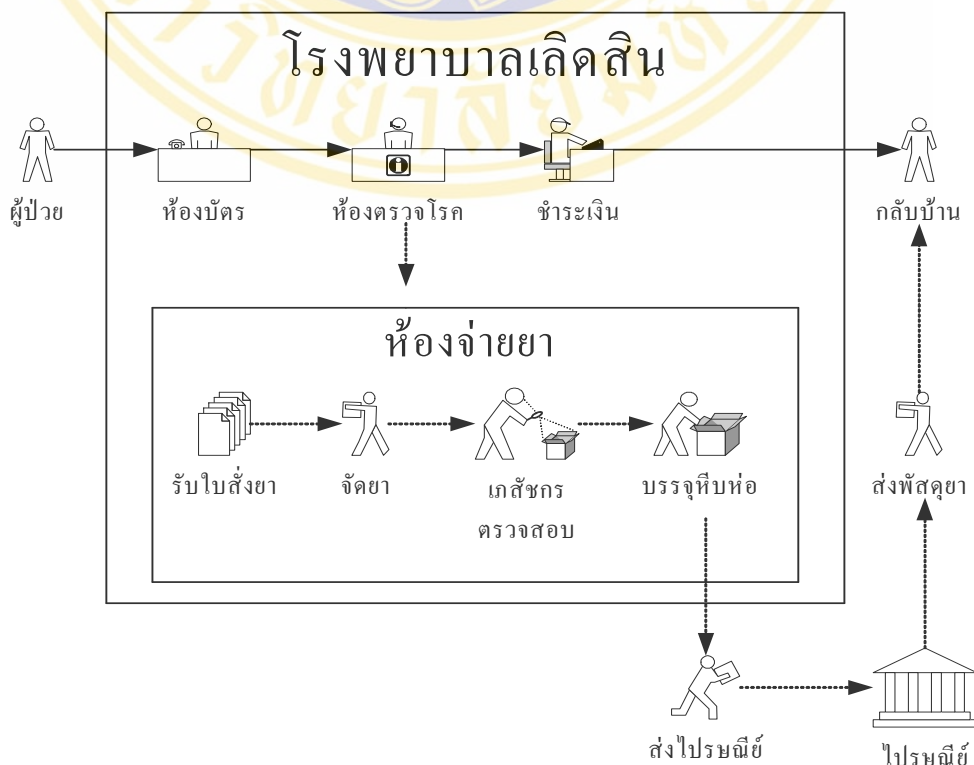 โรงพยาบาลเลิดสิน
ผู้ป่วย
ห้องบัตร
ห้องตรวจโรค
ชำระเงิน
กลับบ้าน
ห้องจ่ายยา
รับใบสั่งยา
จัดยา
เภสัชกร
ตรวจสอบ
บรรจุหีบห่อ
ส่งพัสดุยา
ส่งไปรษณีย์
ไปรษณีย์